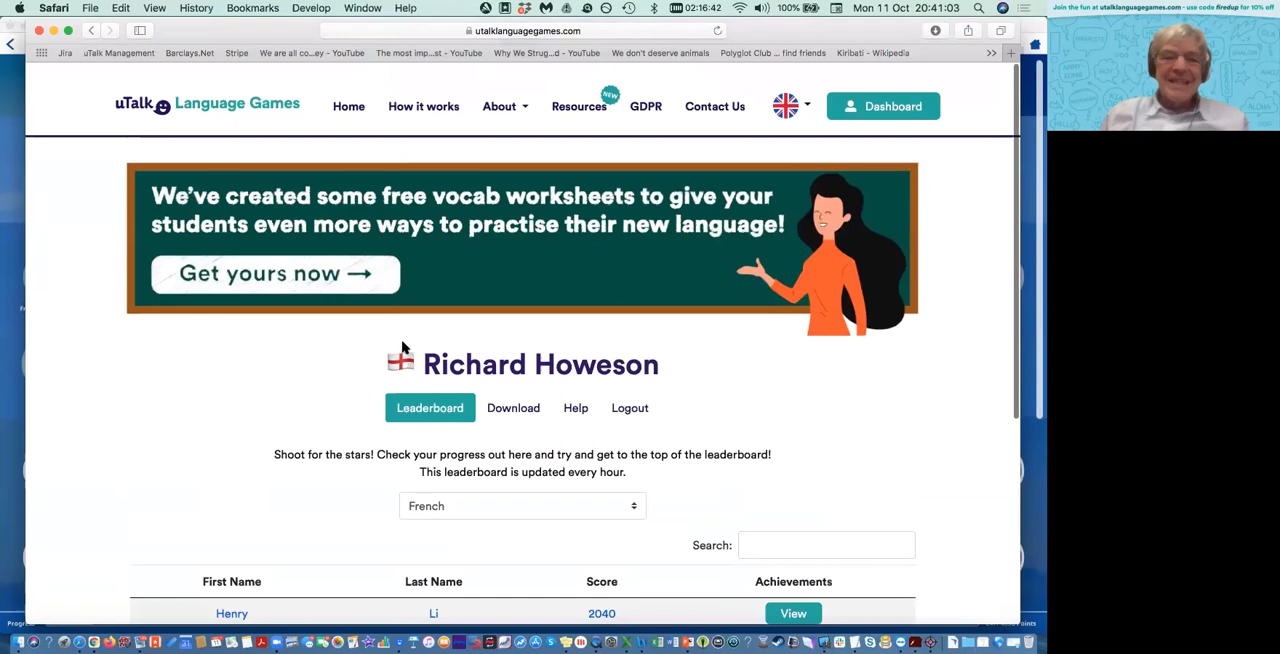 Safari File Edit View History Bookmarks Develop Window Help 02:16:42 100% Mon 11 Oct 20:41:03
Join the fun at utalklanguagegames.com - use code firedup for 10% off
utalklanguagegames.com
Jira uTalk Management Barclays.Net Stripe We are all co...ey - YouTube The most imp...st - YouTube Why We Strug...d - YouTube We don't deserve animals Polyglot Club ... find friends Kiribati - Wikipedia
uTalk Language Games Home How it works About Resources NEW GDPR Contact Us Dashboard
We've created some free vocab worksheets to give your
students even more ways to practise their new language!
Get yours now →
Richard Howeson
Leaderboard Download Help Logout
Shoot for the stars! Check your progress out here and try and get to the top of the leaderboard!
This leaderboard is updated every hour.
French
Search:
First Name Last Name Score Achievements
Henry Li 2040 View